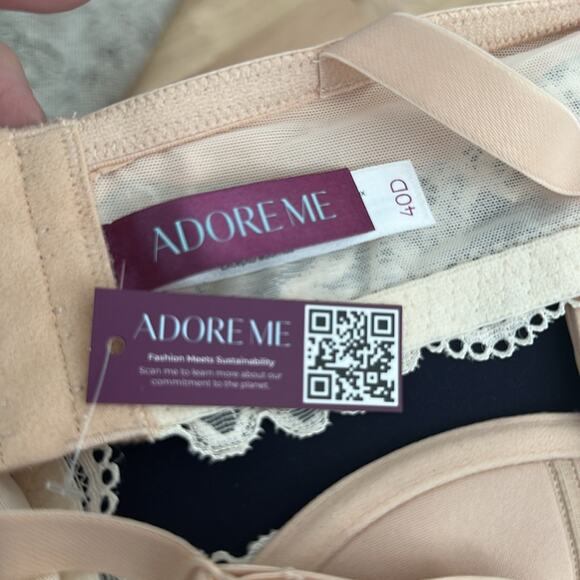 ADORE ME
40D
ADORE ME
Fashion Meets Sustainability
Scan me to learn more about our
commitment to the planet.